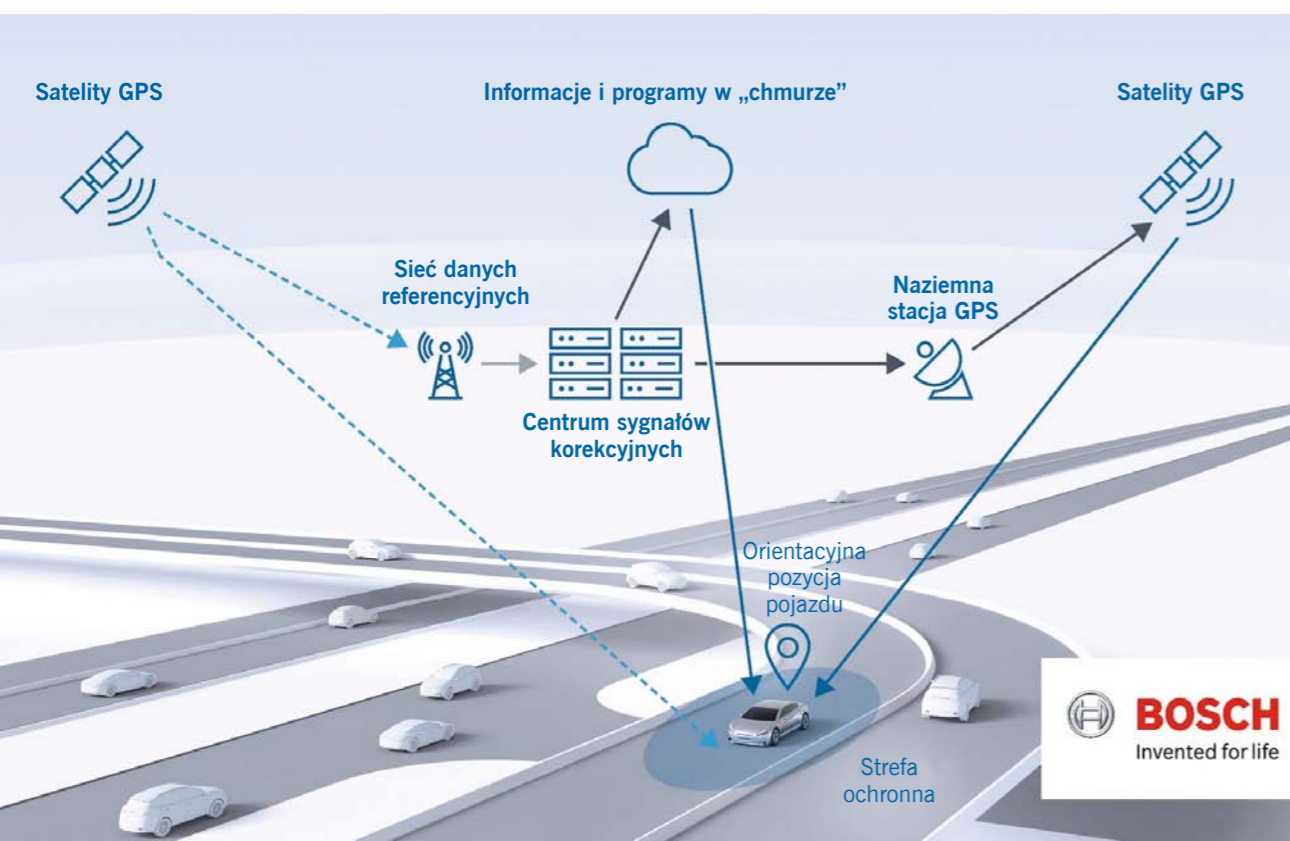 Satelity GPS
Informacje i programy w „chmurze”
Satelity GPS
Sieć danych
referencyjnych
Naziemna
stacja GPS
Centrum sygnałów
korekcyjnych
Orientacyjna
pozycja
pojazdu
Strefa
ochronna
BOSCH
Invented for life